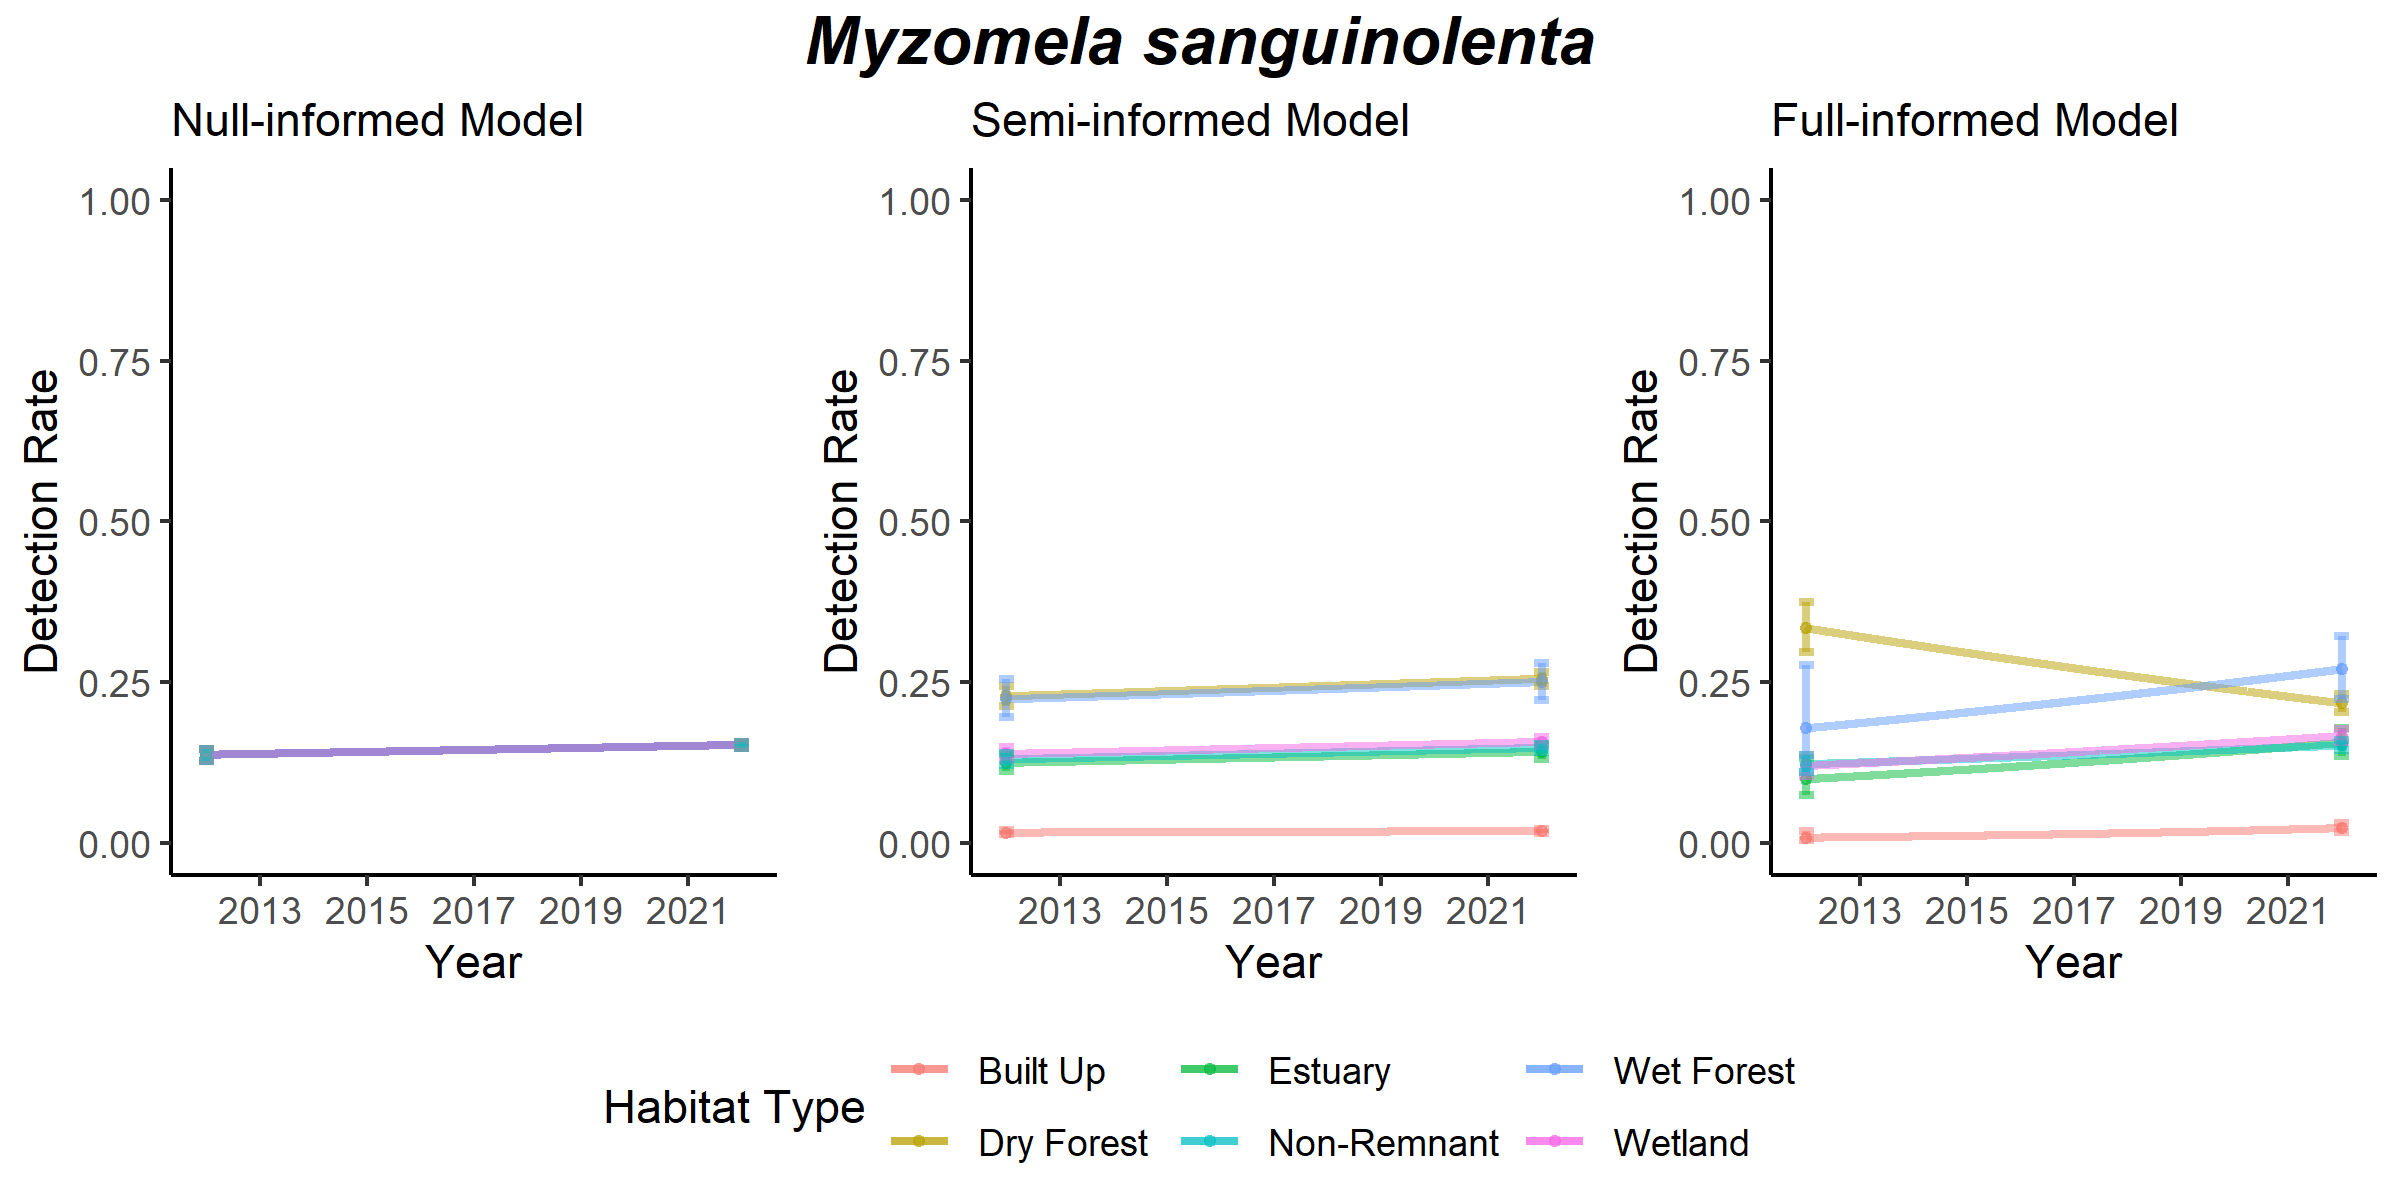 Myzomela sanguinolenta
Null-informed Model
Semi-informed Model
Full-informed Model
Detection Rate
1.00
0.75
0.50
0.25
0.00
2013 2015 2017 2019 2021
Year
Detection Rate
1.00
0.75
0.50
0.25
0.00
2013 2015 2017 2019 2021
Year
Detection Rate
1.00
0.75
0.50
0.25
0.00
2013 2015 2017 2019 2021
Year
Habitat Type
Built Up
Dry Forest
Estuary
Non-Remnant
Wet Forest
Wetland